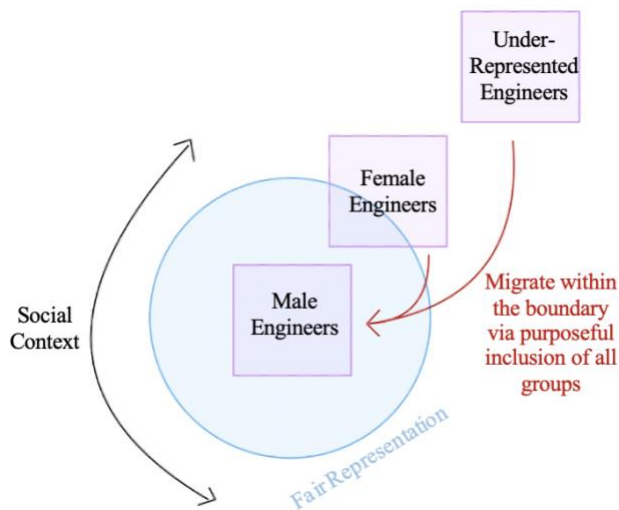 Under-
Represented
Engineers
Female
Engineers
Male
Engineers
Social
Context
Migrate within
the boundary
via purposeful
inclusion of all
groups
Fair Representation